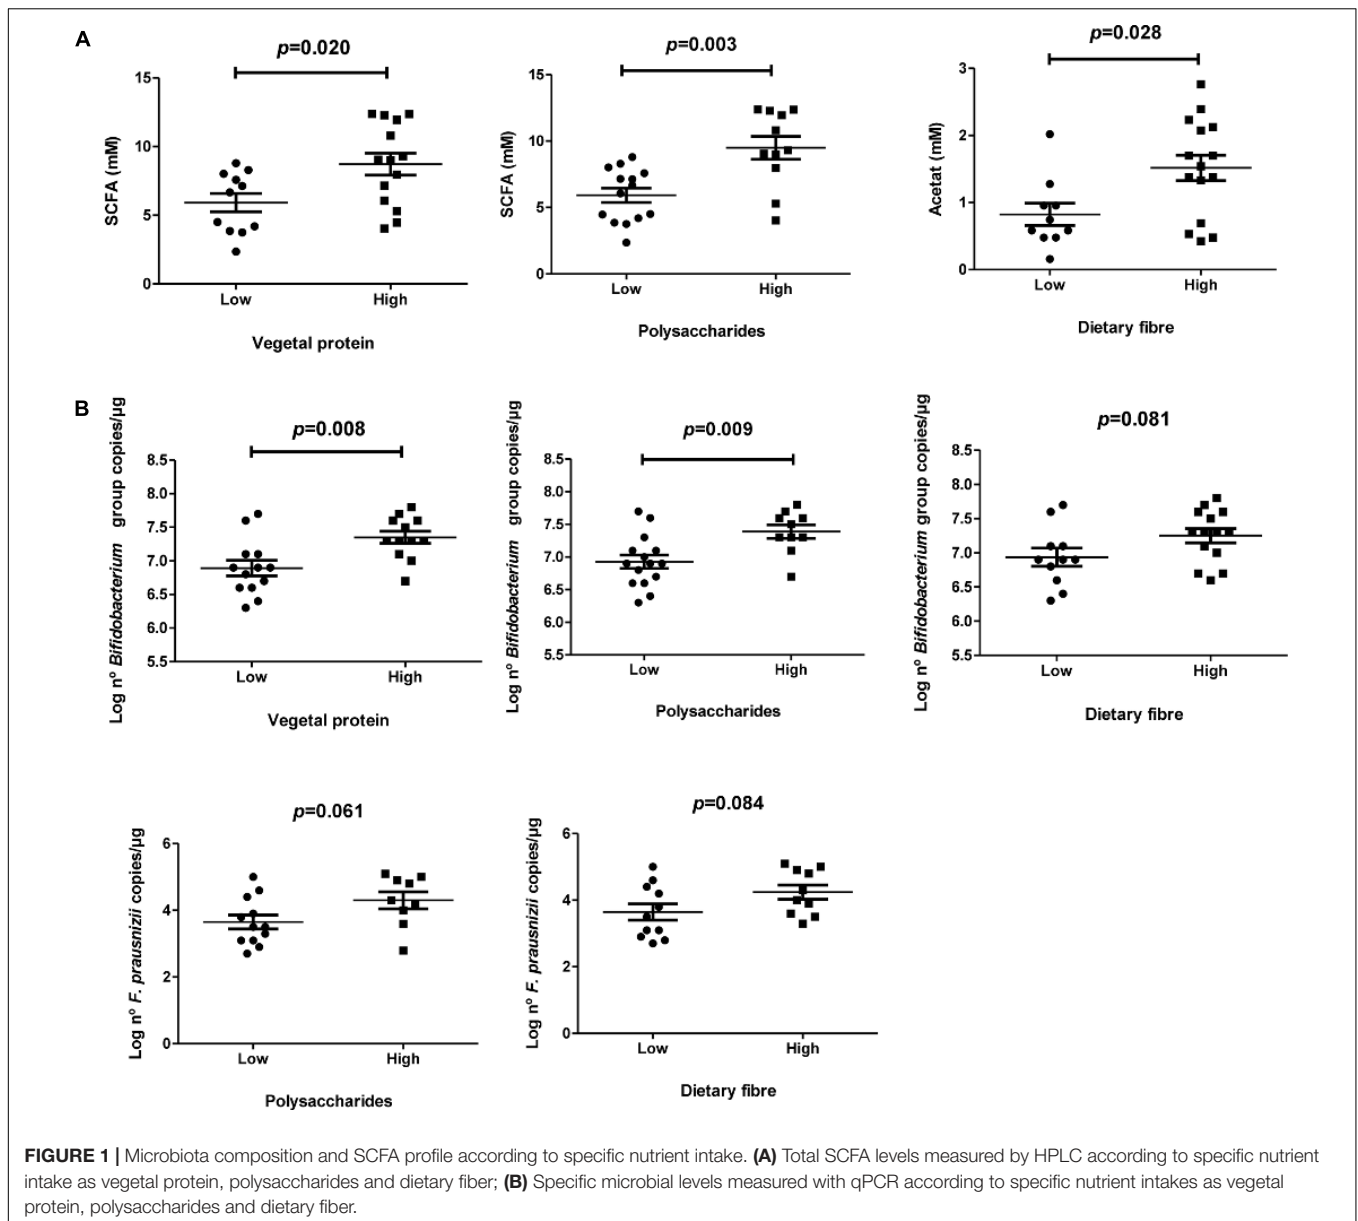 A
p=0.020
15
10
5
0
SCFA (mM)
Low
High
Vegetal protein
p=0.003
15
10
5
0
SCFA (mM)
Low
High
Polysaccharides
p=0.028
3
2
1
0
Acetat (mM)
Low
High
Dietary fibre
B
p=0.008
8.5
8.0
7.5
7.0
6.5
6.0
5.5
Log nº Bifidobacterium group copies/µg
Low
High
Vegetal protein
p=0.009
8.5
8.0
7.5
7.0
6.5
6.0
5.5
Log nº Bifidobacterium group copies/µg
Low
High
Polysaccharides
p=0.081
8.5
8.0
7.5
7.0
6.5
6.0
5.5
Log nº Bifidobacterium group copies/µg
Low
High
Dietary fibre
p=0.061
6
4
2
0
Log nº F. prausnizii copies/µg
Low
High
Polysaccharides
p=0.084
6
4
2
0
Log nº F. prausnizii copies/µg
Low
High
Dietary fibre
FIGURE 1 | Microbiota composition and SCFA profile according to specific nutrient intake. (A) Total SCFA levels measured by HPLC according to specific nutrient
intake as vegetal protein, polysaccharides and dietary fiber; (B) Specific microbial levels measured with qPCR according to specific nutrient intakes as vegetal
protein, polysaccharides and dietary fiber.